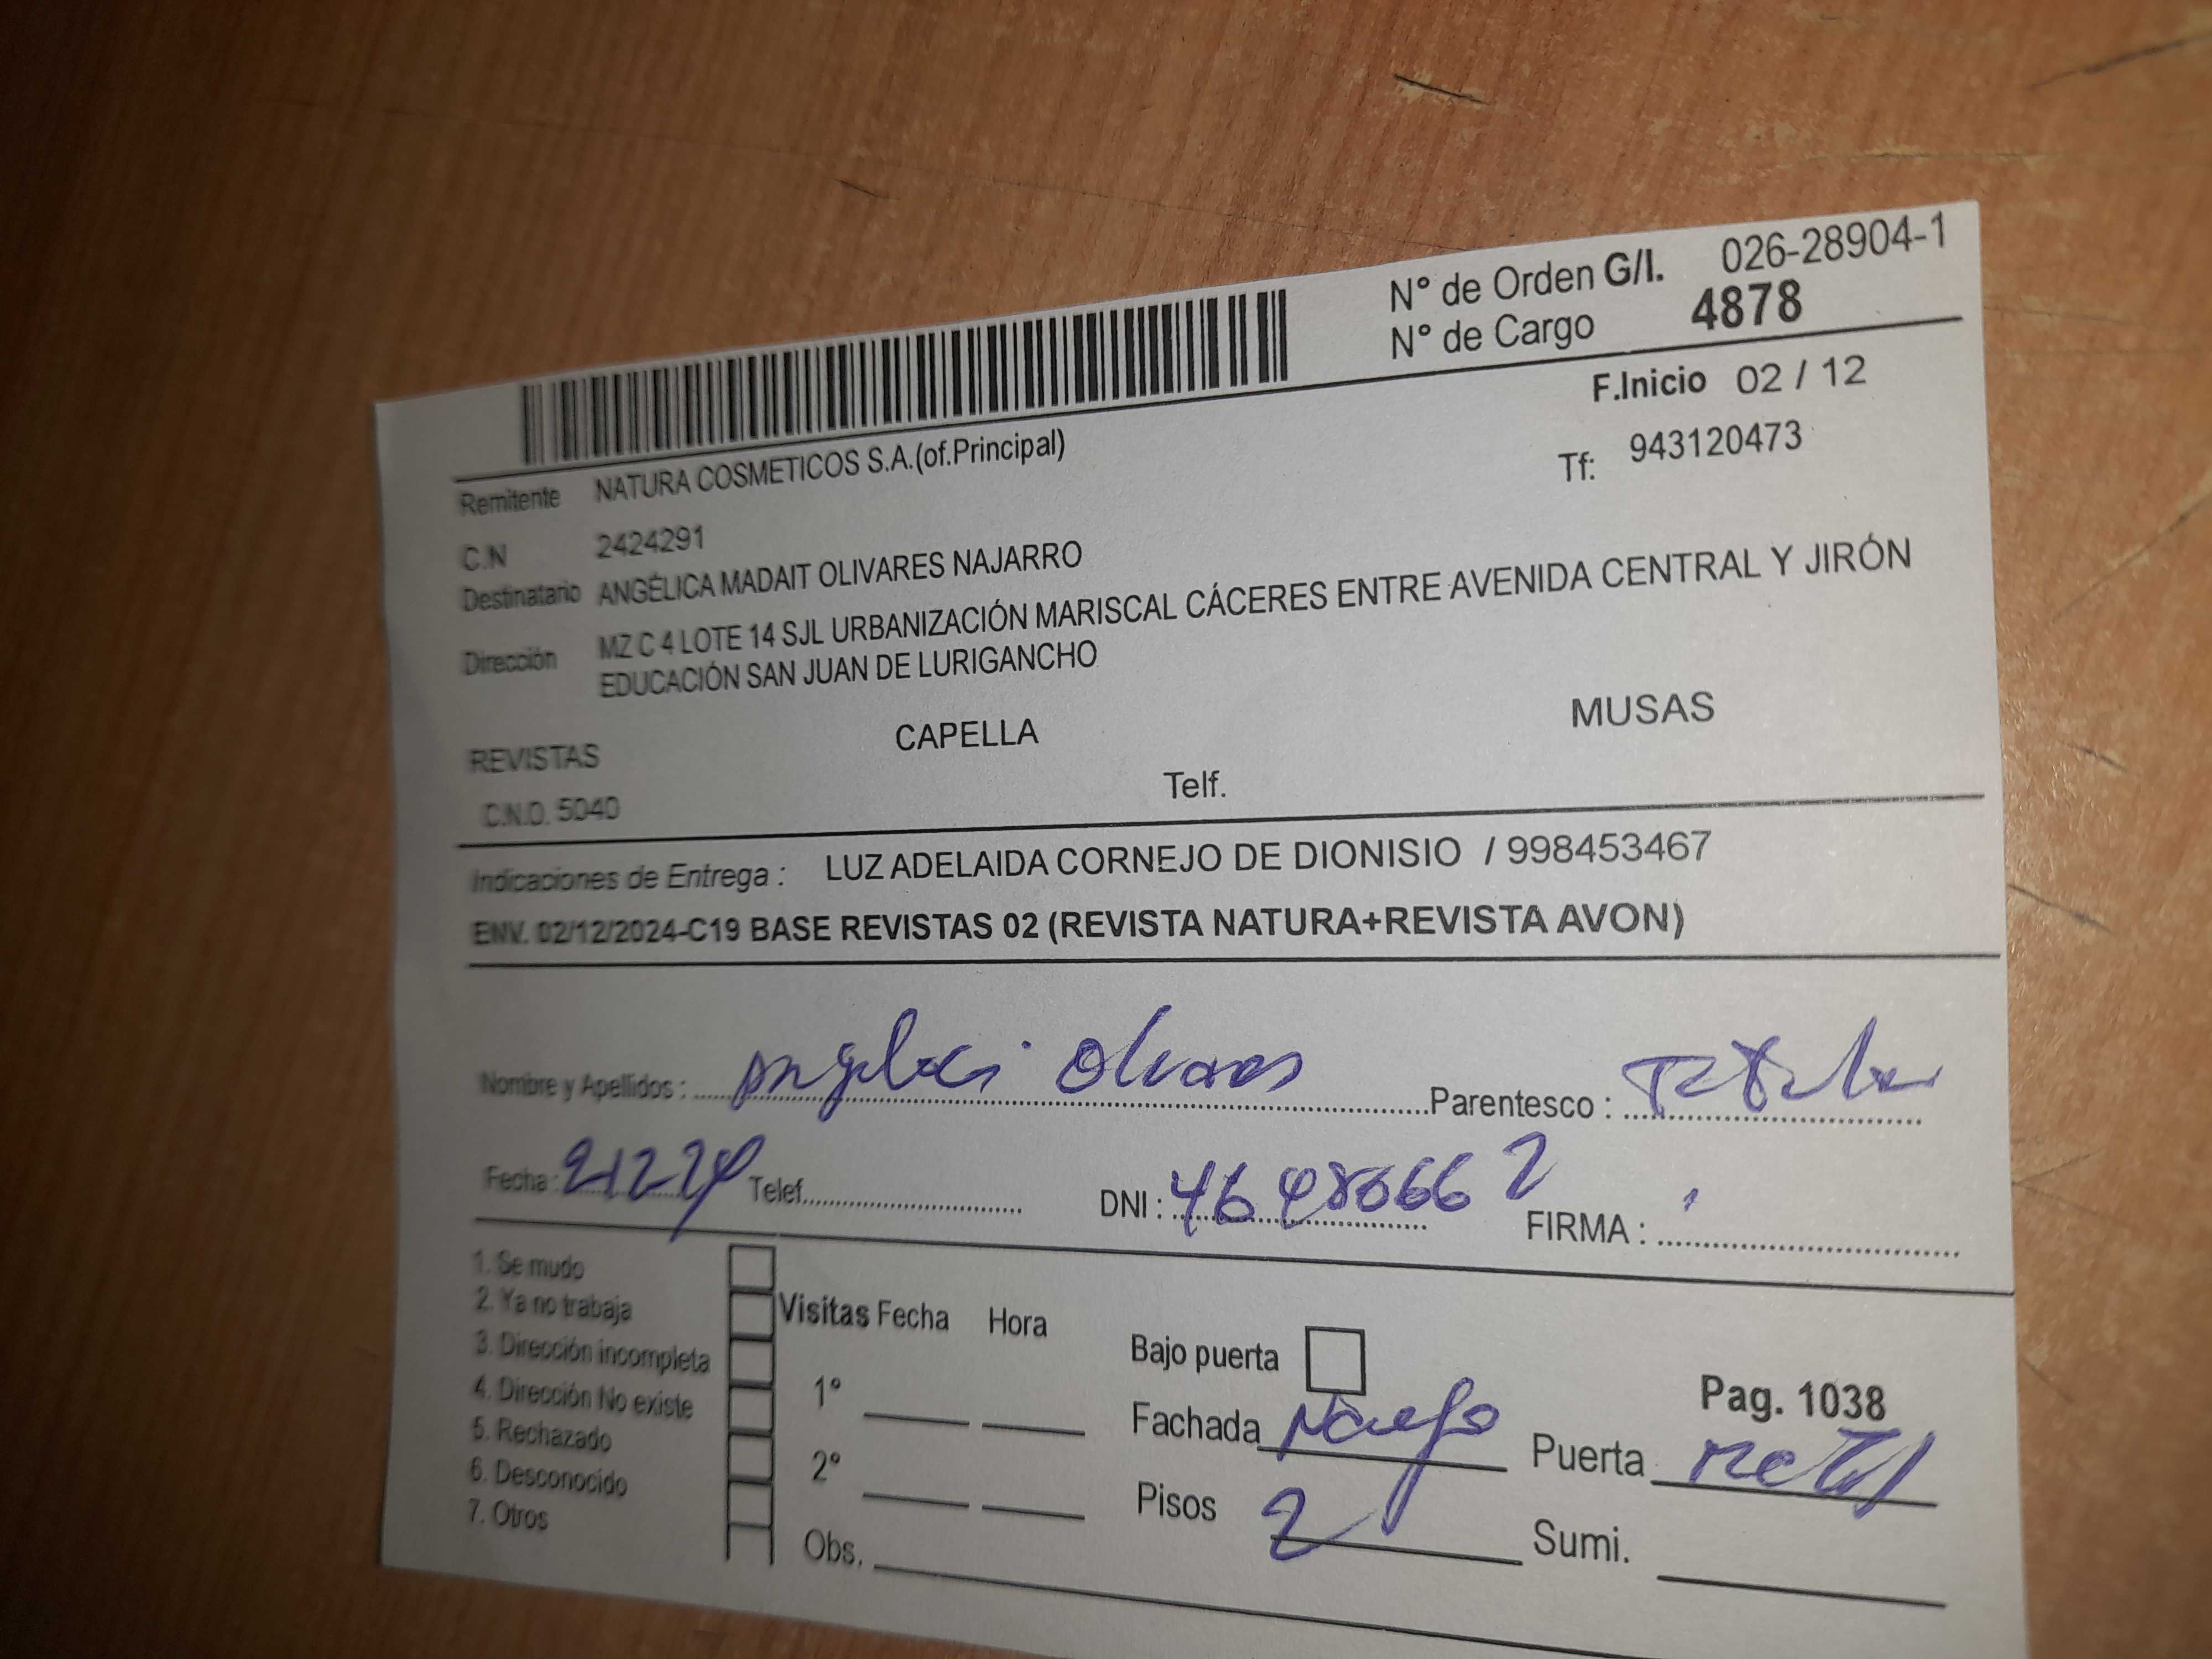 N° de Orden G/I. 026-28904-1
N° de Cargo 4878
F.Inicio 02 / 12
Remitente NATURA COSMETICOS S.A.(of.Principal)
Tf: 943120473
C.N 2424291
Destinatario ANGÉLICA MADAIT OLIVARES NAJARRO
Dirección MZ C 4 LOTE 14 SJL URBANIZACIÓN MARISCAL CÁCERES ENTRE AVENIDA CENTRAL Y JIRÓN
EDUCACIÓN SAN JUAN DE LURIGANCHO
REVISTAS CAPELLA MUSAS
C.N.O. 5040 Telf.
Indicaciones de Entrega : LUZ ADELAIDA CORNEJO DE DIONISIO / 998453467
ENV. 02/12/2024-C19 BASE REVISTAS 02 (REVISTA NATURA+REVISTA AVON)
Nombre y Apellidos : Olivares Parentesco :
Fecha : 21224 Telef. DNI : FIRMA :
1. Se mudo
2. Ya no trabaja
3. Dirección incompleta
4. Dirección No existe
5. Rechazado
6. Desconocido
7. Otros
Visitas Fecha Hora
1°
2°
Obs.
Bajo puerta
Pag. 1038
Fachada Puerta
Pisos 2 Sumi.